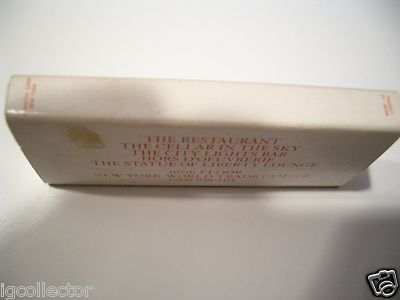 THE RESTAURANT
THE CELLAR IN THE SKY
THE CITY LIGHTS BAR
HORS D'OEUVRERIE
THE STATUE OF LIBERTY LOUNGE
107th FLOOR
NEW YORK WORLD TRADE CENTER
igcollector